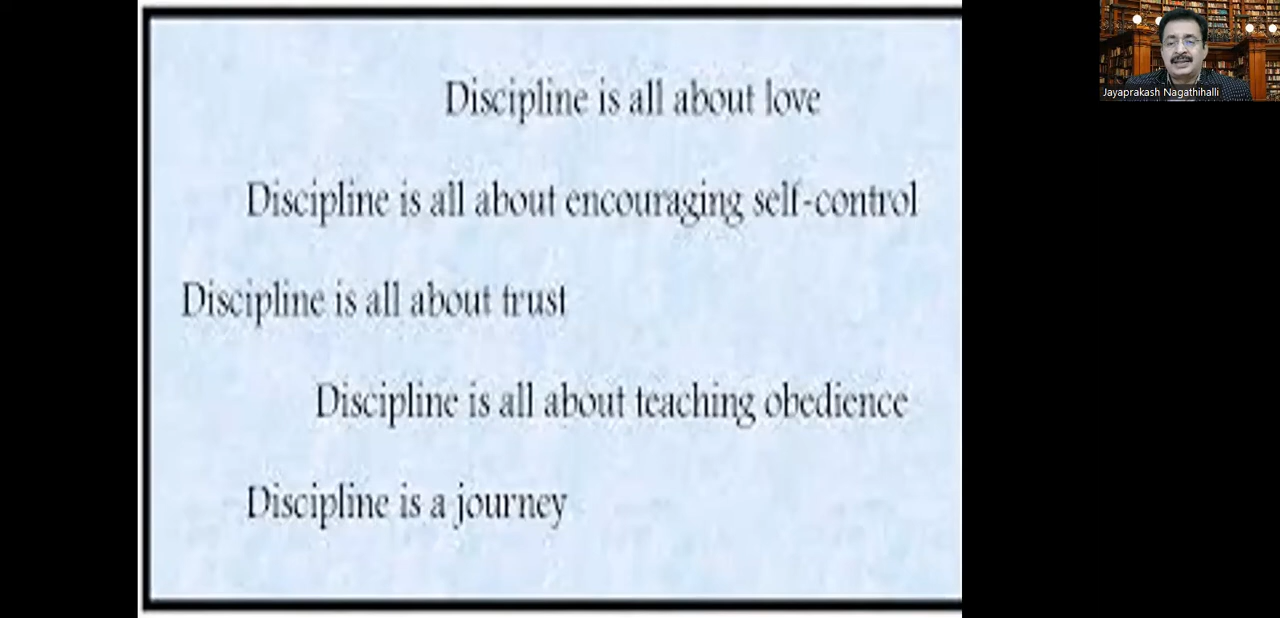 Discipline is all about love
Discipline is all about encouraging self-control
Discipline is all about trust
Discipline is all about teaching obedience
Discipline is a journey
Jayaprakash Nagathihalli